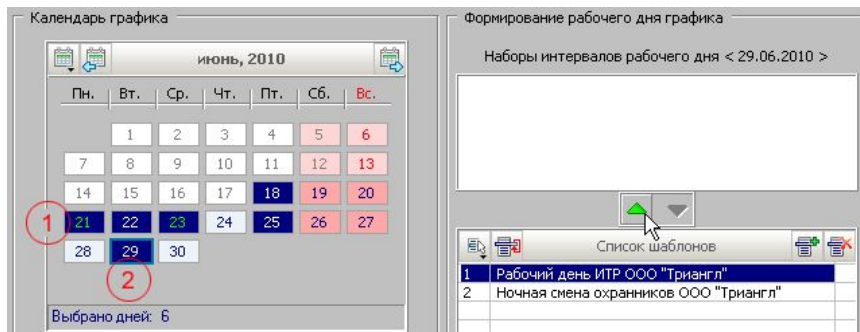 Календарь графика
июнь, 2010
Пн. Вт. Ср. Чт. Пт. Сб. Вс.
1 2 3 4 5 6
7 8 9 10 11 12 13
14 15 16 17 18 19 20
1 21 22 23 24 25 26 27
28 29 30
2
Выбрано дней: 6
Формирование рабочего дня графика
Наборы интервалов рабочего дня < 29.06.2010 >
Список шаблонов
1 Рабочий день ИТР ООО "Триангл"
2 Ночная смена охранников ООО "Триангл"